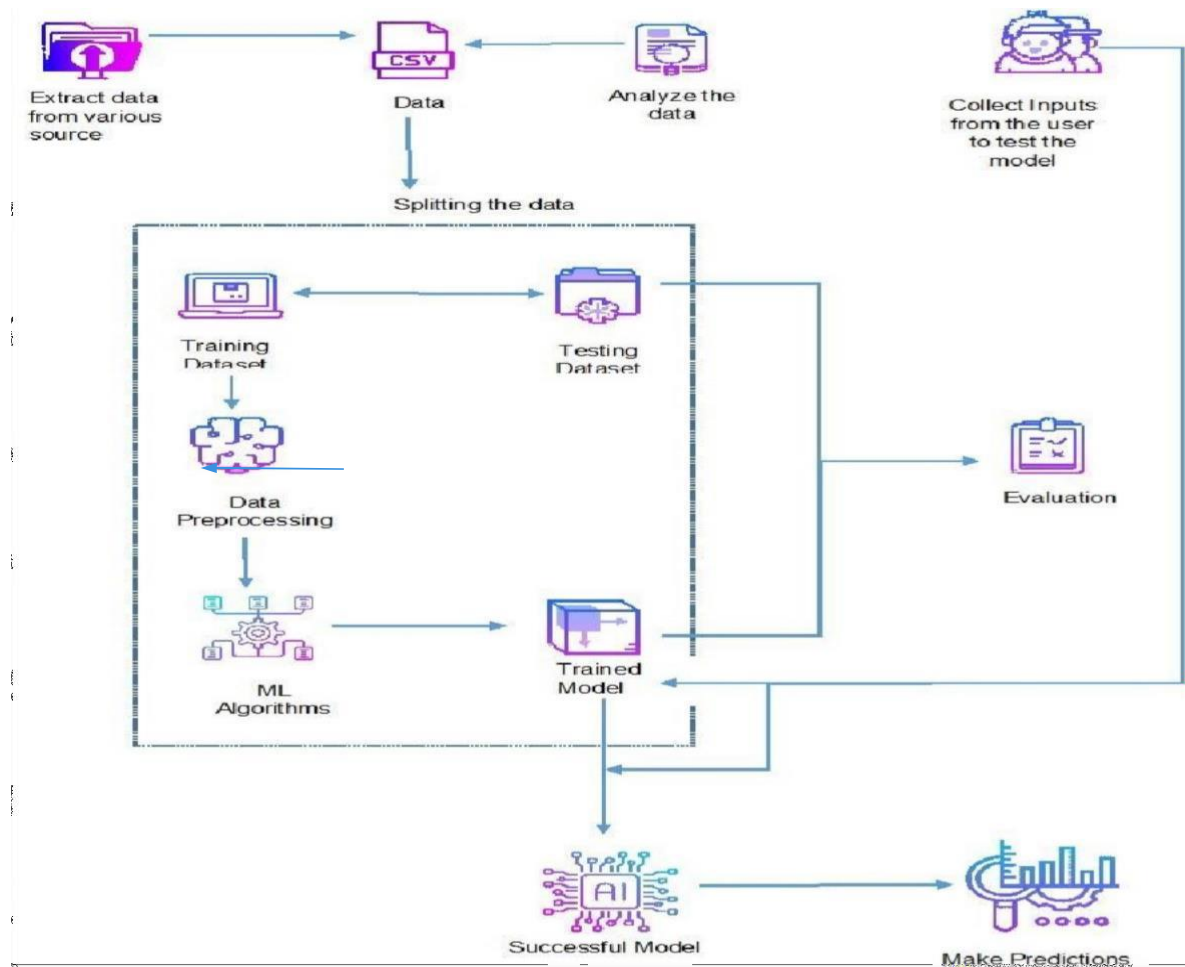 Extract data
from various
source
CSV
Data
Analyze the
data
Collect Inputs
from the user
to test the
model
Splitting the data
Training
Dataset
Testing
Dataset
Data
Preprocessing
Evaluation
ML
Algorithms
Trained
Model
AI
Successful Model
Make Predictions